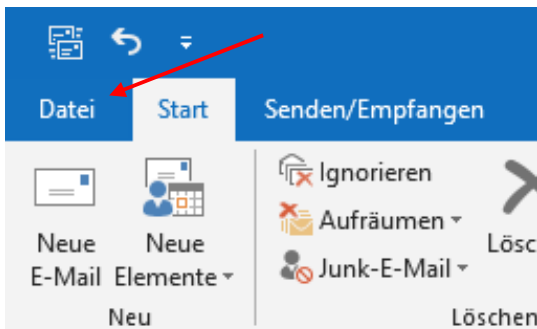 Datei Start Senden/Empfangen
Ignorieren
Aufräumen
Junk-E-Mail
Neue E-Mail
Neue Elemente
Neu
Löschen